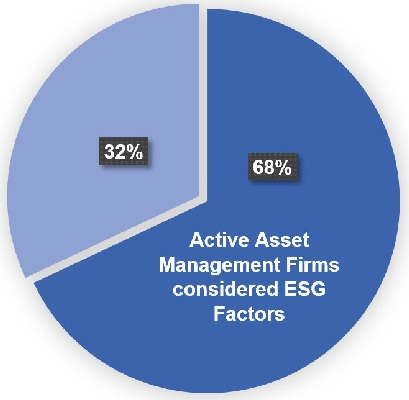 32%
68%
Active Asset
Management Firms
considered ESG
Factors